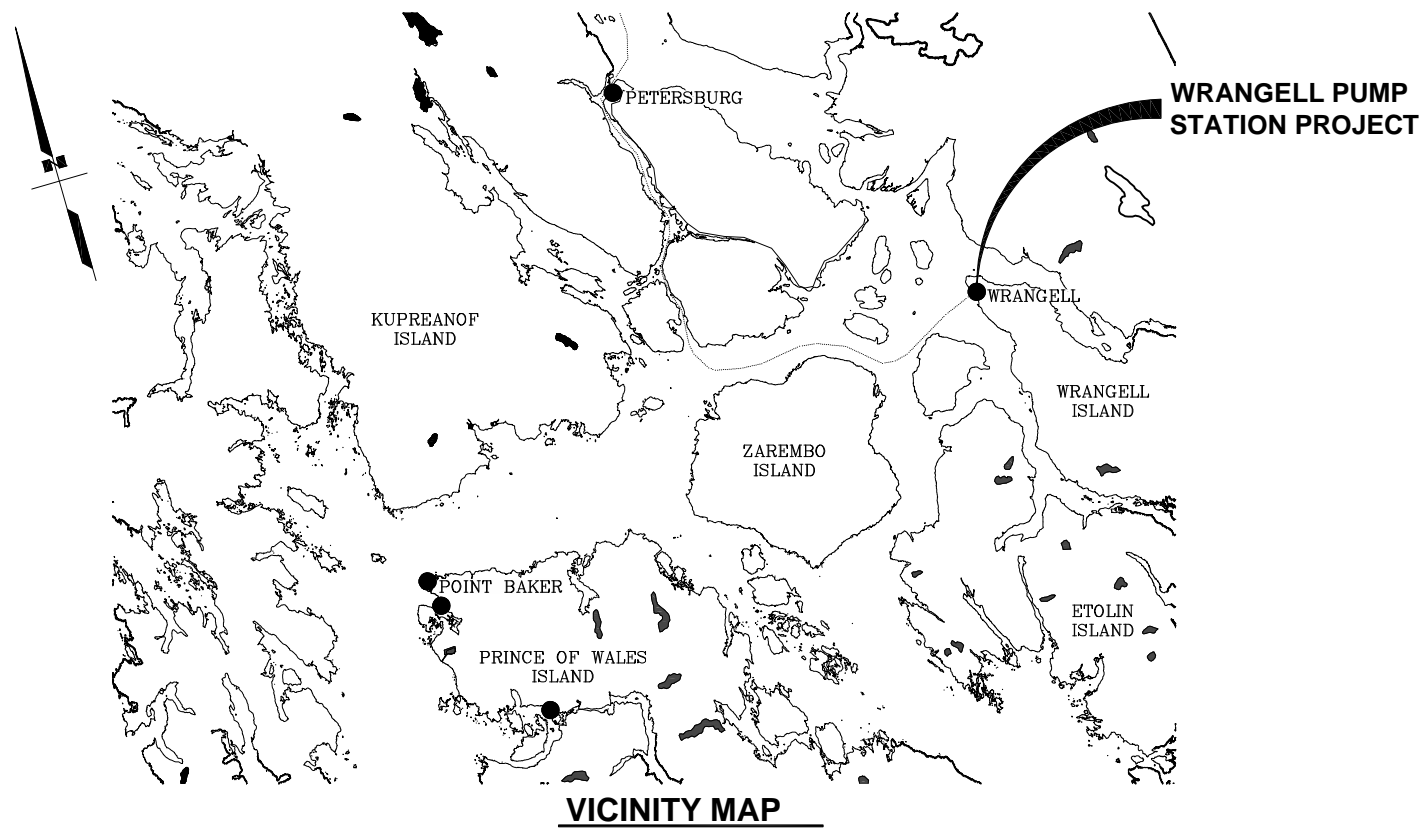 PETERSBURG
WRANGELL PUMP
STATION PROJECT
WRANGELL
KUPREANOF
ISLAND
WRANGELL
ISLAND
ZAREMBO
ISLAND
POINT BAKER
ETOLIN
ISLAND
PRINCE OF WALES
ISLAND
VICINITY MAP